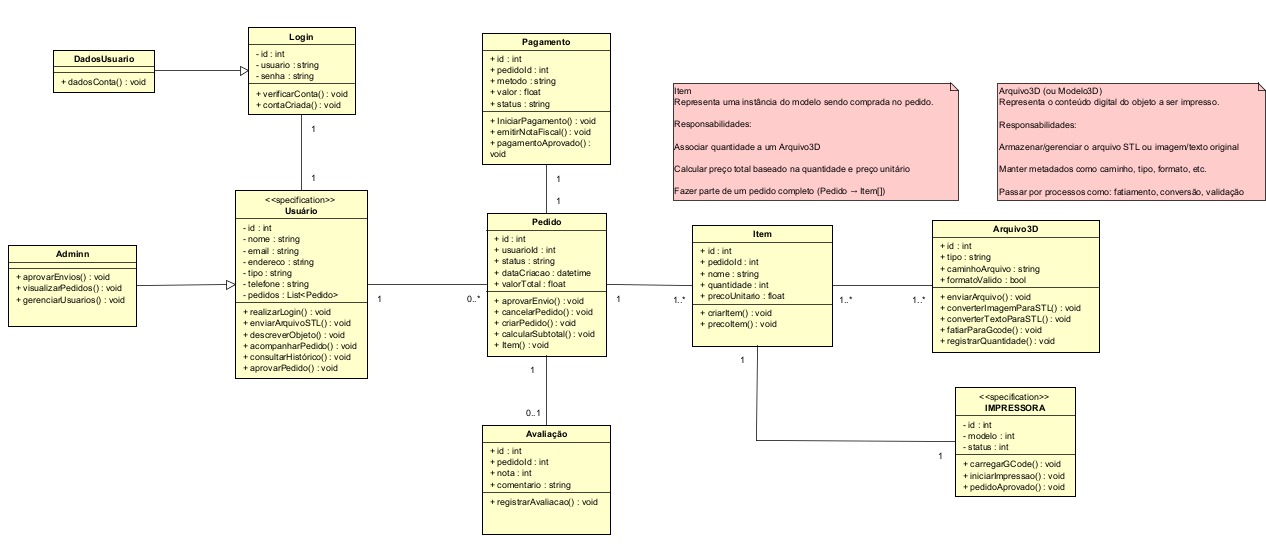 DadosUsuario
+ dadosConta() : void
Login
- id : int
- usuario : string
- senha : string
+ verificarConta() : void
+ contaCriada() : void
1
1
<<specification>>
Usuário
- id : int
- nome : string
- email : string
- endereco : string
- tipo : string
- telefone : string
- pedidos : List<Pedido>
+ realizarLogin() : void
+ enviarArquivoSTL() : void
+ descreverObjeto() : void
+ acompanharPedido() : void
+ consultarHistórico() : void
+ aprovarPedido() : void
Adminn
+ aprovarEnvios() : void
+ visualizarPedidos() : void
+ gerenciarUsuarios() : void
1
0..*
Pagamento
+ id : int
+ pedidoId : int
+ metodo : string
+ valor : float
+ status : string
+ IniciarPagamento() : void
+ emitirNotaFiscal() : void
+ pagamentoAprovado() :
void
1
1
Pedido
+ id : int
+ usuarioId : int
+ status : string
+ dataCriacao : datetime
+ valorTotal : float
+ aprovarEnvio() : void
+ cancelarPedido() : void
+ criarPedido() : void
+ calcularSubtotal() : void
+ Item() : void
1
0..1
Avaliação
+ id : int
+ pedidoId : int
+ nota : int
+ comentario : string
+ registrarAvaliacao() : void
1
1..*
Item
Representa uma instância do modelo sendo comprada no pedido.
Responsabilidades:
Associar quantidade a um Arquivo3D
Calcular preço total baseado na quantidade e preço unitário
Fazer parte de um pedido completo (Pedido → Item[])
Arquivo3D (ou Modelo3D)
Representa o conteúdo digital do objeto a ser impresso.
Responsabilidades:
Armazenar/gerenciar o arquivo STL ou imagem/texto original
Manter metadados como caminho, tipo, formato, etc.
Passar por processos como: fatiamento, conversão, validação
Item
+ id : int
+ pedidoId : int
+ nome : string
+ quantidade : int
+ precoUnitario : float
+ criarItem() : void
+ precoItem() : void
1..*
1..*
Arquivo3D
+ id : int
+ tipo : string
+ caminhoArquivo : string
+ formatoValido : bool
+ enviarArquivo() : void
+ converterImagemParaSTL() : void
+ converterTextoParaSTL() : void
+ fatiarParaGcode() : void
+ registrarQuantidade() : void
1
1
<<specification>>
IMPRESSORA
- id : int
- modelo : int
- status : int
+ carregarGCode() : void
+ iniciarImpressao() : void
+ pedidoAprovado() : void